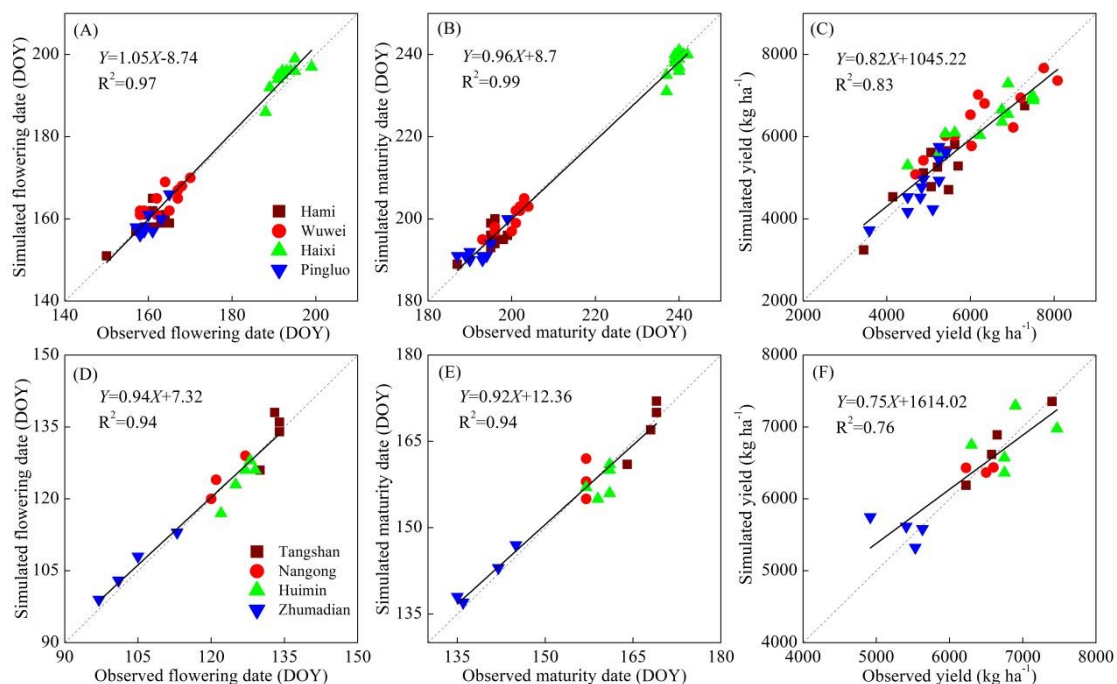 (A)
Y=1.05X-8.74
R²=0.97
Simulated flowering date (DOY)
200
180
160
140
Hami
Wuwei
Haixi
Pingluo
140 160 180 200
Observed flowering date (DOY)
(B)
Y=0.96X+8.7
R²=0.99
Simulated maturity date (DOY)
240
220
200
180
180 200 220 240
Observed maturity date (DOY)
(C)
Y=0.82X+1045.22
R²=0.83
Simulated yield (kg ha⁻¹)
8000
6000
4000
2000
2000 4000 6000 8000
Observed yield (kg ha⁻¹)
(D)
Y=0.94X+7.32
R²=0.94
Simulated flowering date (DOY)
150
135
120
105
90
Tangshan
Nangong
Huimin
Zhumadian
90 105 120 135 150
Observed flowering date (DOY)
(E)
Y=0.92X+12.36
R²=0.94
Simulated maturity date (DOY)
180
165
150
135
135 150 165 180
Observed maturity date (DOY)
(F)
Y=0.75X+1614.02
R²=0.76
Simulated yield (kg ha⁻¹)
8000
7000
6000
5000
4000
4000 5000 6000 7000 8000
Observed yield (kg ha⁻¹)